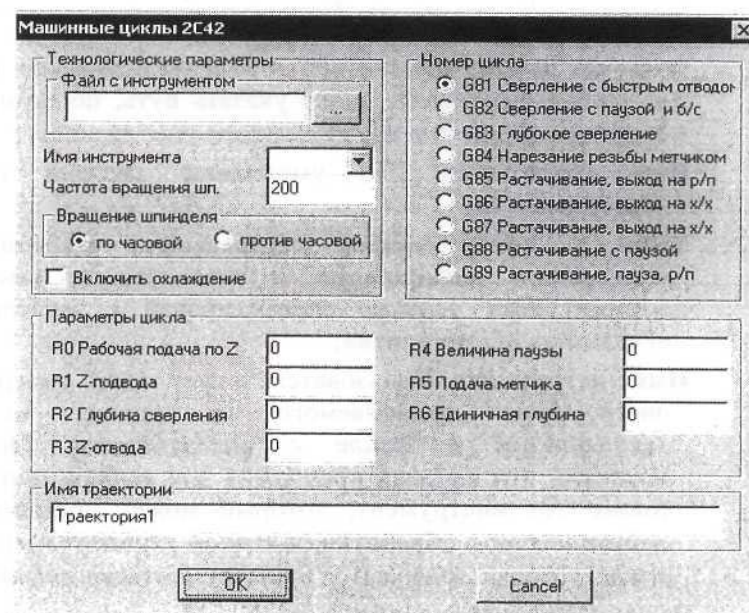 Машинные циклы 2С42
Технологические параметры
Файл с инструментом
...
Имя инструмента
Частота вращения шп. 200
Вращение шпинделя
по часовой против часовой
Включить охлаждение
Номер цикла
G81 Сверление с быстрым отводом
G82 Сверление с паузой и б/с
G83 Глубокое сверление
G84 Нарезание резьбы метчиком
G85 Растачивание, выход на р/п
G86 Растачивание, выход на х/х
G87 Растачивание, выход на х/х
G88 Растачивание с паузой
G89 Растачивание, пауза, р/п
Параметры цикла
R0 Рабочая подача по Z 0
R1 Z-подвода 0
R2 Глубина сверления 0
R3 Z-отвода 0
R4 Величина паузы 0
R5 Подача метчика 0
R6 Единичная глубина 0
Имя траектории
Траектория1
OK Cancel